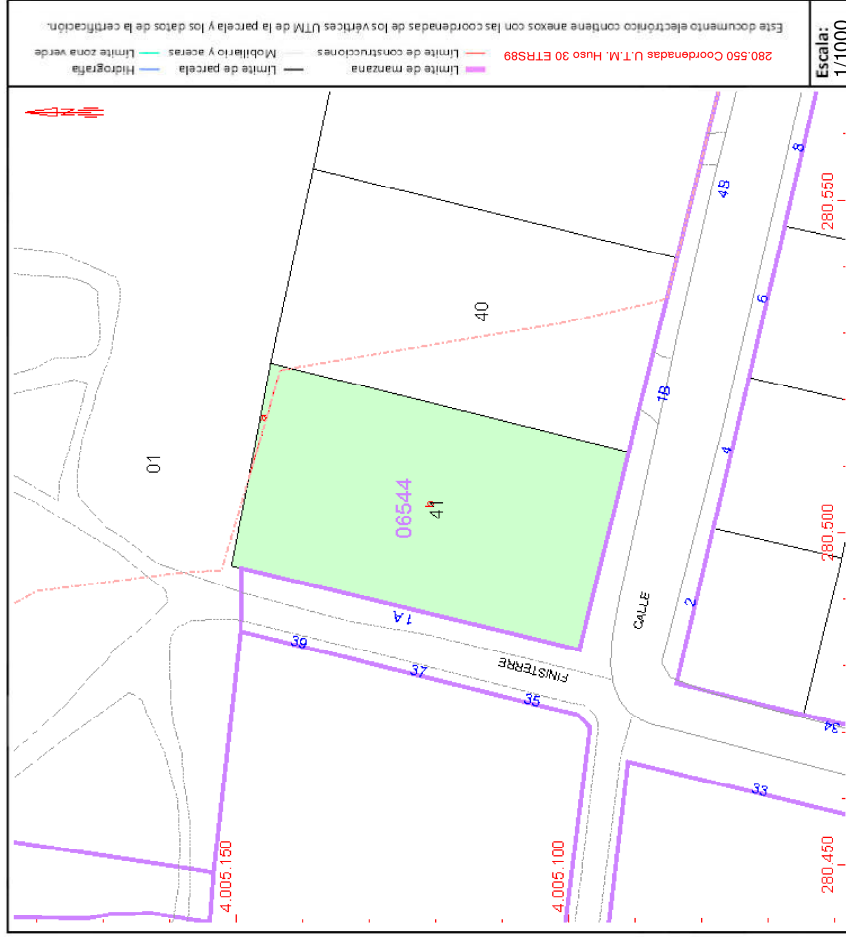 Este documento electrónico contiene anexos con las coordenadas de los vértices UTM de la parcela y los datos de la certificación.
Límite zona verde
Mobiliario y aceras
Límite de construcciones
Hidrografía
Límite de parcela
Límite de manzana
280.550 Coordenadas U.T.M. Huso 30 ETRS89
Escala:
1/1000
01
40
06544
41
1A
39
37
35
FINISTERRE
CALLE
1B
4B
2
4
6
8
34
33
4.005.150
4.005.100
280.450
280.500
280.550